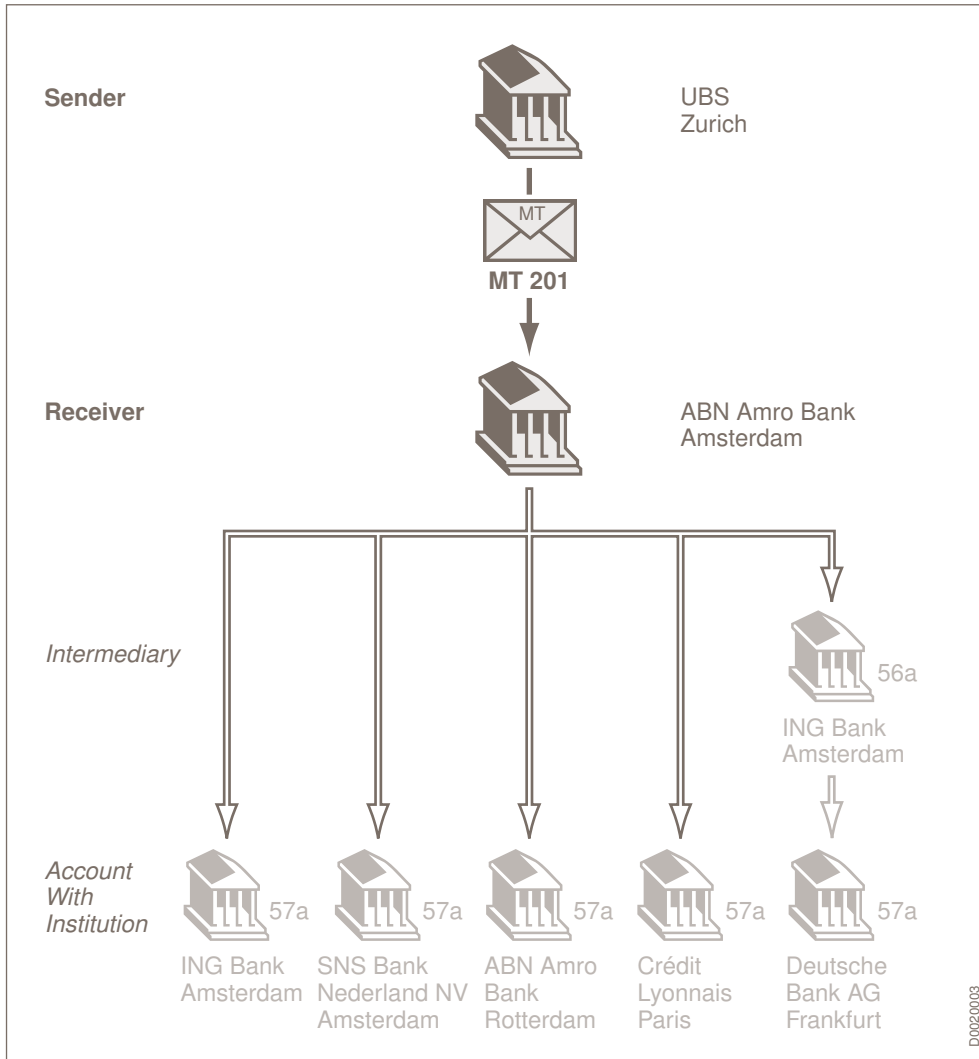 Sender
UBS
Zurich
MT
MT 201
Receiver
ABN Amro Bank
Amsterdam
Intermediary
56a
ING Bank
Amsterdam
Account
With
Institution
57a
ING Bank
Amsterdam
57a
SNS Bank
Nederland NV
Amsterdam
57a
ABN Amro
Bank
Rotterdam
57a
Crédit
Lyonnais
Paris
57a
Deutsche
Bank AG
Frankfurt
D0020003